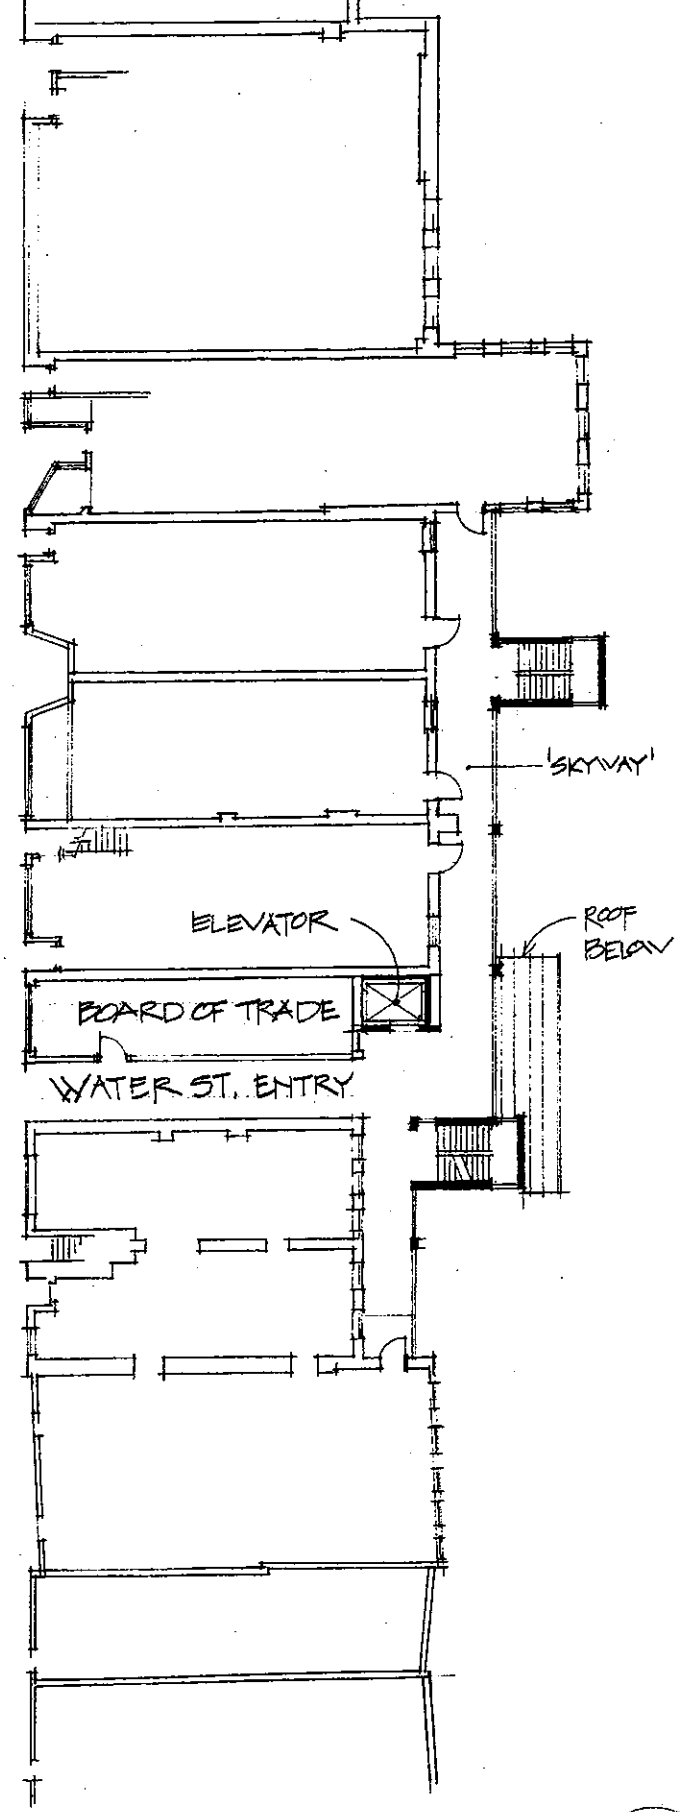 'SKYWAY'
ELEVATOR
ROOF
BELOW
BOARD OF TRADE
WATER ST. ENTRY